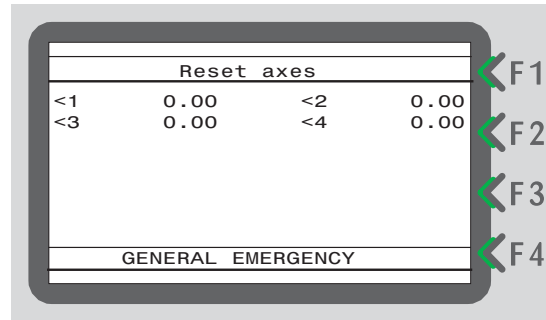 Reset axes
<1 0.00 <2 0.00
<3 0.00 <4 0.00
GENERAL EMERGENCY
F1
F2
F3
F4